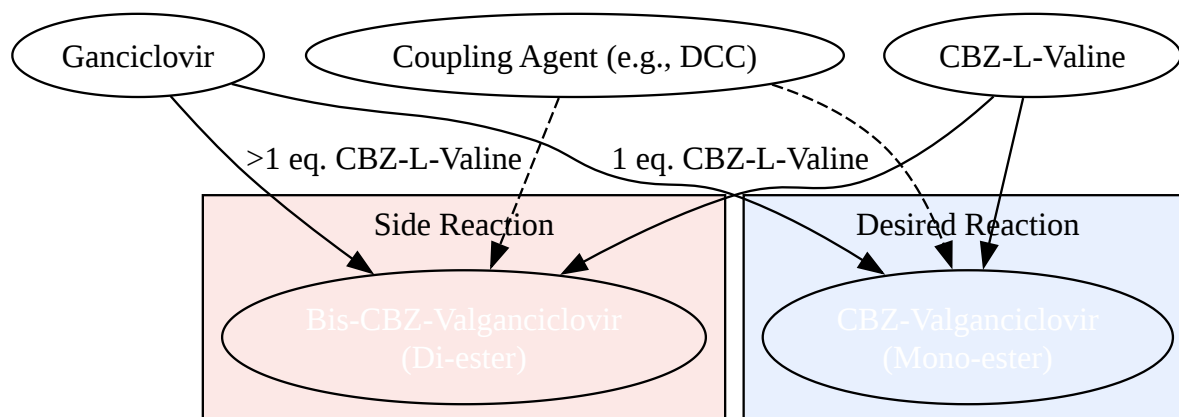 Ganciclovir
Coupling Agent (e.g., DCC)
CBZ-L-Valine
>1 eq. CBZ-L-Valine
1 eq. CBZ-L-Valine
Side Reaction
Desired Reaction
Bis-CBZ-Valganciclovir
(Di-ester)
CBZ-Valganciclovir
(Mono-ester)